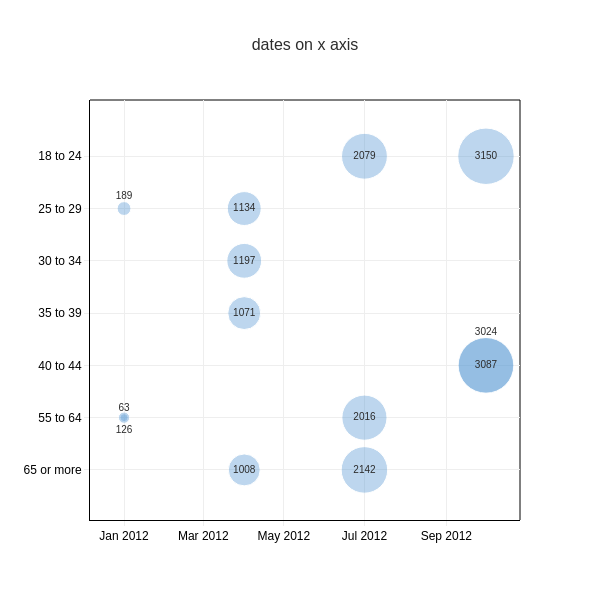 dates on x axis
18 to 24
2079
3150
189
25 to 29
1134
30 to 34
1197
35 to 39
1071
3024
40 to 44
3087
63
55 to 64
2016
126
65 or more
1008
2142
Jan 2012
Mar 2012
May 2012
Jul 2012
Sep 2012